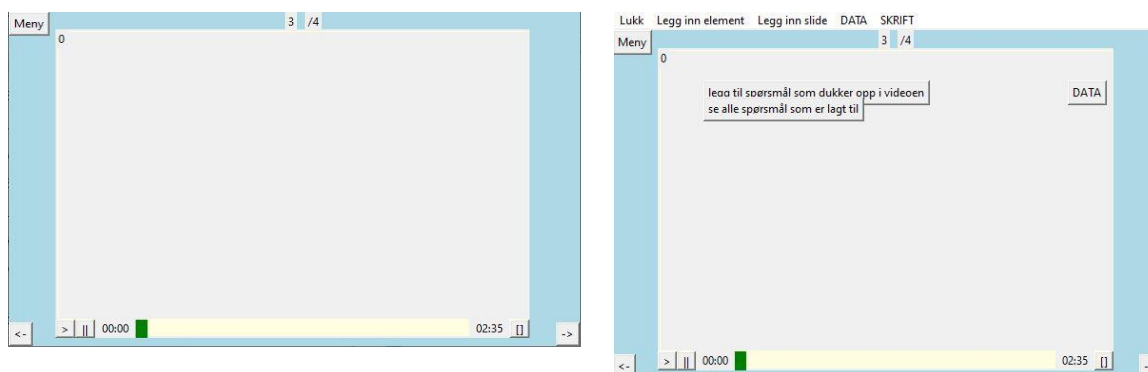 Meny
3 /4
0
<-
> || 00:00
02:35 []
->
Lukk Legg inn element Legg inn slide DATA SKRIFT
Meny
3 /4
0
legg til spørsmål som dukker opp i videoen
DATA
se alle spørsmål som er lagt til
<-
> || 00:00
02:35 []